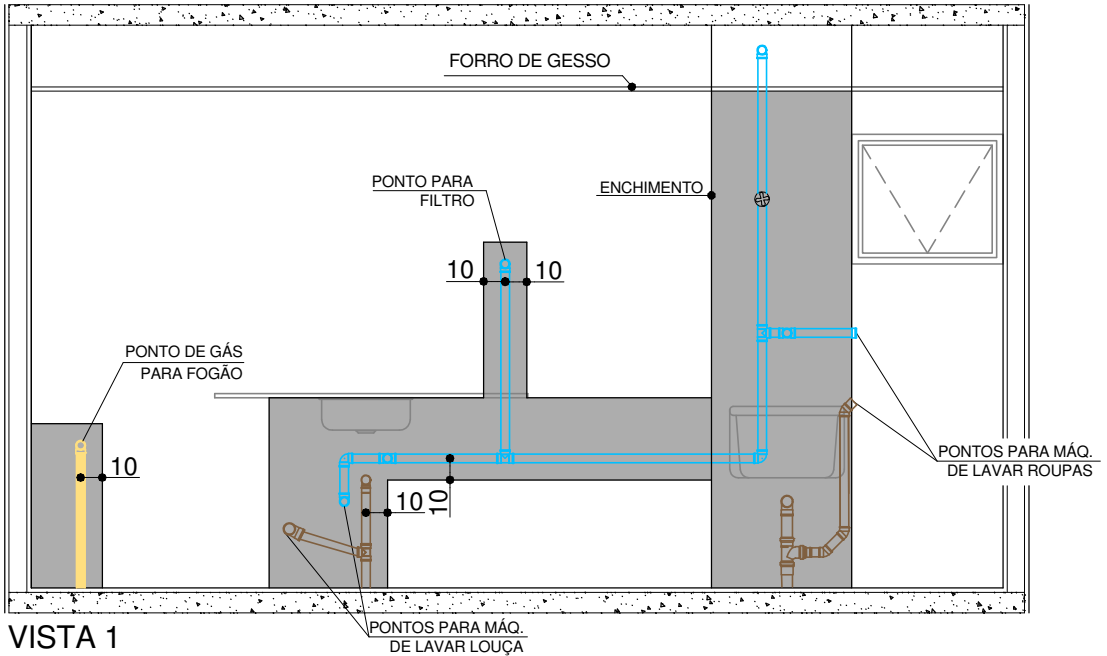 FORRO DE GESSO
PONTO PARA
FILTRO
ENCHIMENTO
10
10
PONTO DE GÁS
PARA FOGÃO
10
10
10
PONTOS PARA MÁQ.
DE LAVAR ROUPAS
PONTOS PARA MÁQ.
DE LAVAR LOUÇA
VISTA 1